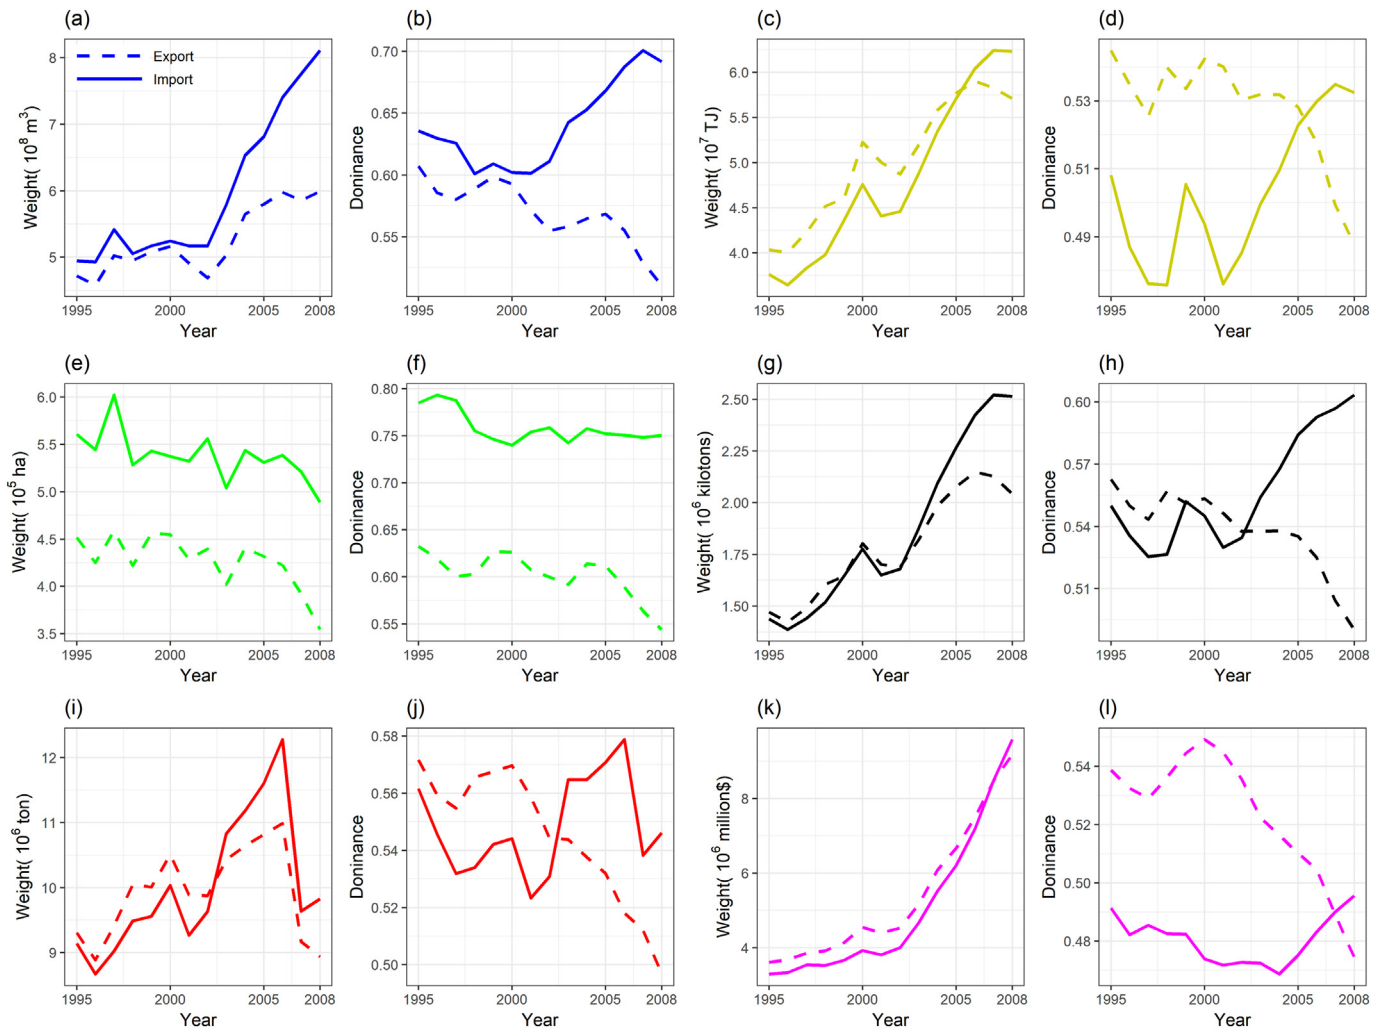 (a) (b) (c) (d)
8
7
6
5
Weight( 10⁸ m³)
Export
Import
1995 2000 2005 2008
Year
0.70
0.65
0.60
0.55
Doninance
1995 2000 2005 2008
Year
6.0
5.5
5.0
4.5
4.0
Weight( 10⁷ TJ)
1995 2000 2005 2008
Year
0.53
0.51
0.49
Doninance
1995 2000 2005 2008
Year
(e) (f) (g) (h)
6.0
5.5
5.0
4.5
4.0
3.5
Weight( 10⁵ ha)
1995 2000 2005 2008
Year
0.80
0.75
0.70
0.65
0.60
0.55
Doninance
1995 2000 2005 2008
Year
2.50
2.25
2.00
1.75
1.50
Weight( 10⁶ kilotons)
1995 2000 2005 2008
Year
0.60
0.57
0.54
0.51
Doninance
1995 2000 2005 2008
Year
(i) (j) (k) (l)
12
11
10
9
Weight( 10⁶ ton)
1995 2000 2005 2008
Year
0.58
0.56
0.54
0.52
0.50
Doninance
1995 2000 2005 2008
Year
8
6
4
Weight( 10⁶ million$)
1995 2000 2005 2008
Year
0.54
0.52
0.50
0.48
Doninance
1995 2000 2005 2008
Year